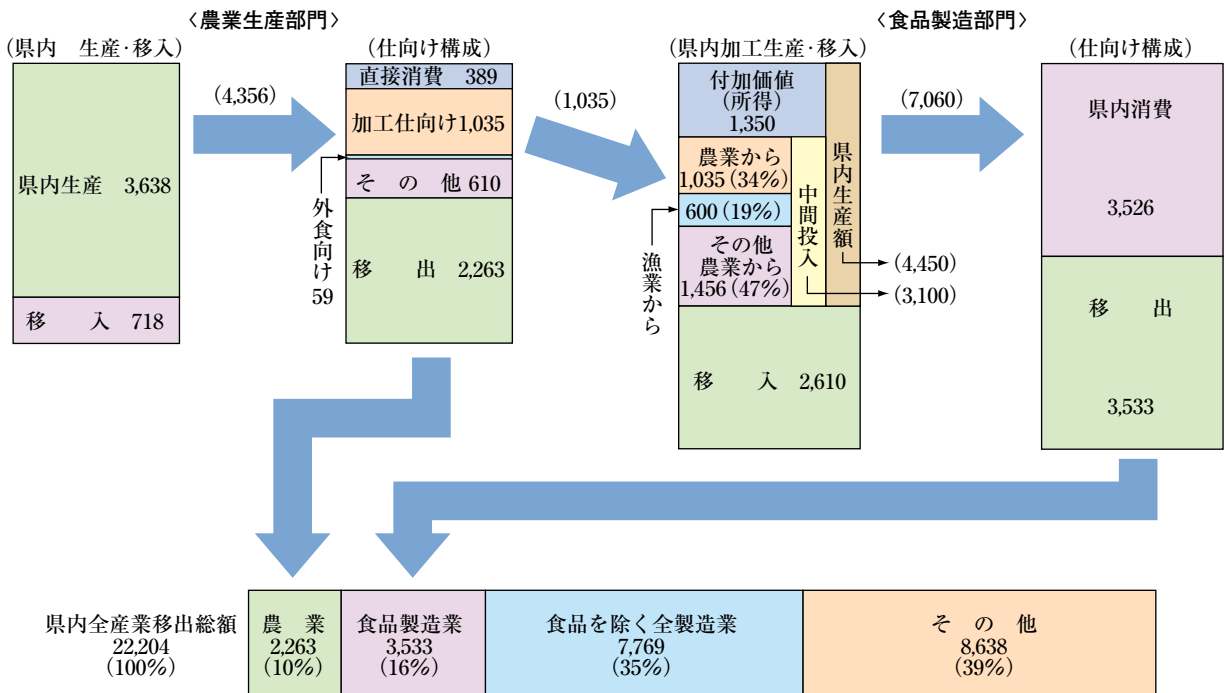 〈農業生産部門〉
〈食品製造部門〉
(県内　生産・移入)
(仕向け構成)
(県内加工生産・移入)
(仕向け構成)
県内生産 3,638
移　入 718
(4,356)
直接消費 389
加工仕向け1,035
そ の 他 610
移　出 2,263
外食向け 59
(1,035)
付加価値
(所得)
1,350
農業から
1,035(34%)
600(19%)
その他
農業から
1,456(47%)
中間投入
県内生産額
漁業から
移　入 2,610
(7,060)
(4,450)
(3,100)
県内消費
3,526
移　出
3,533
県内全産業移出総額
22,204
(100%)
農　業
2,263
(10%)
食品製造業
3,533
(16%)
食品を除く全製造業
7,769
(35%)
そ の 他
8,638
(39%)